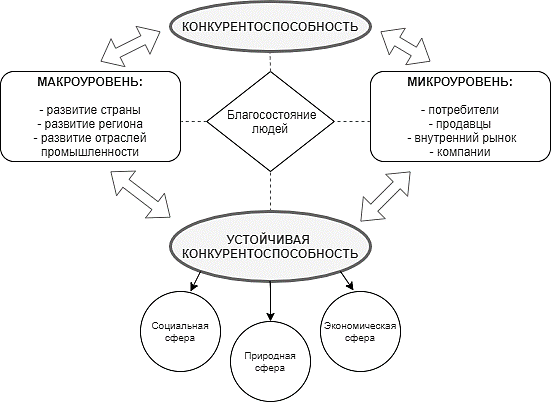 КОНКУРЕНТОСПОСОБНОСТЬ
МАКРОУРОВЕНЬ:
- развитие страны
- развитие региона
- развитие отраслей
промышленности
Благосостояние
людей
МИКРОУРОВЕНЬ:
- потребители
- продавцы
- внутренний рынок
- компании
УСТОЙЧИВАЯ
КОНКУРЕНТОСПОСОБНОСТЬ
Социальная
сфера
Природная
сфера
Экономическая
сфера